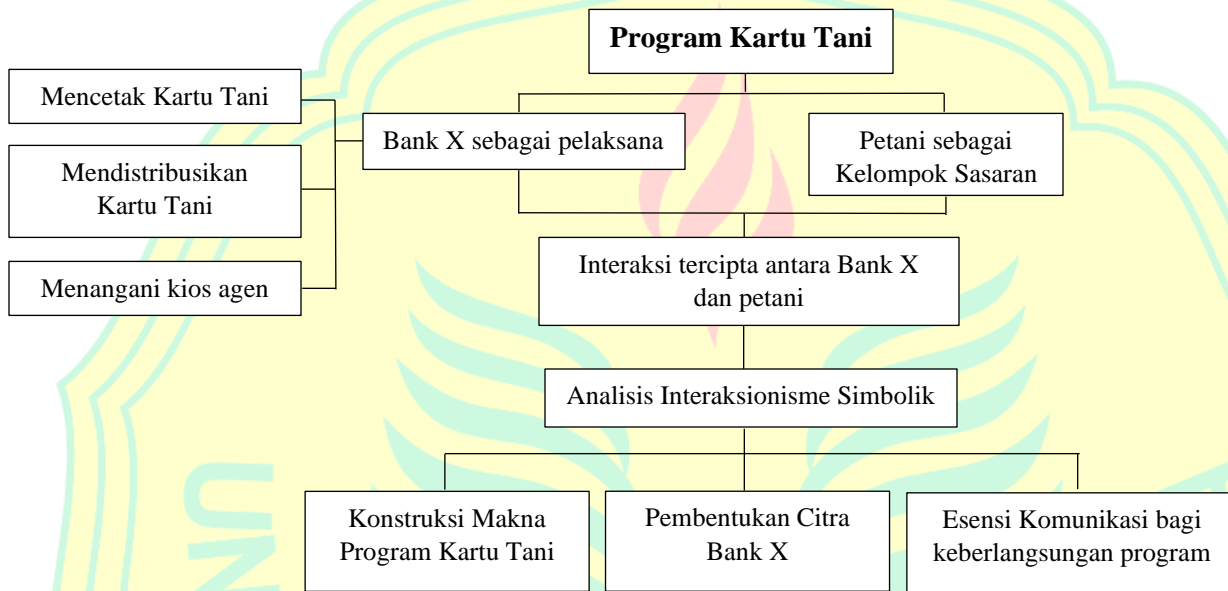 Program Kartu Tani
Mencetak Kartu Tani
Mendistribusikan
Kartu Tani
Menangani kios agen
Bank X sebagai pelaksana
Petani sebagai
Kelompok Sasaran
Interaksi tercipta antara Bank X
dan petani
Analisis Interaksionisme Simbolik
Konstruksi Makna
Program Kartu Tani
Pembentukan Citra
Bank X
Esensi Komunikasi bagi
keberlangsungan program
UN